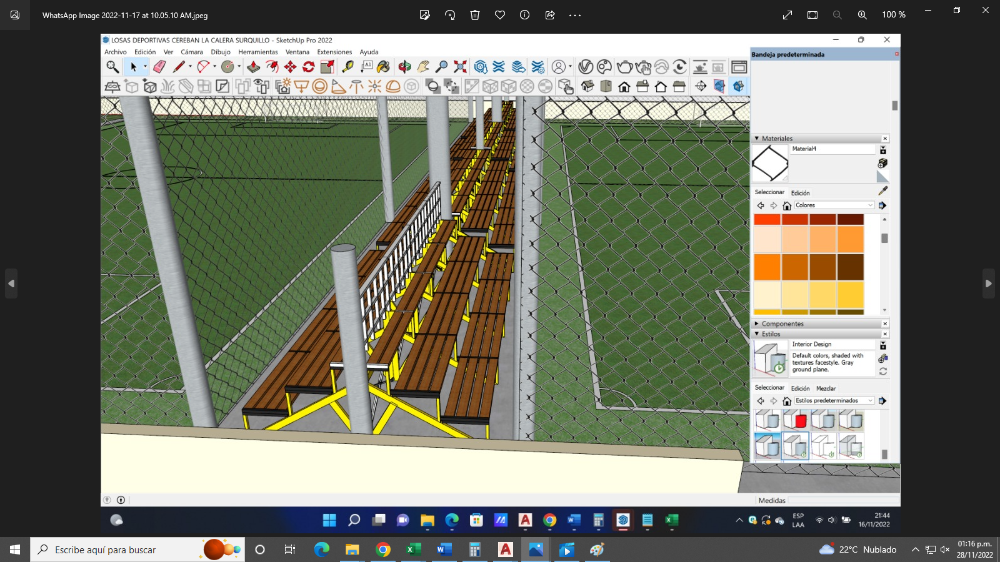 WhatsApp Image 2022-11-17 at 10.05.10 AM.jpeg
100 %
LOSAS DEPORTIVAS CEREBAN LA CALERA SURQUILLO - SketchUp Pro 2022
Archivo Edición Ver Cámara Dibujo Herramientas Ventana Extensiones Ayuda
Bandeja predeterminada
A1
Materiales
Material4
Seleccionar Edición
Colores
Componentes
Estilos
Interior Design
Default colors, shaded with
textures facestyle. Gray
ground plane.
Seleccionar Edición Mezclar
Estilos predeterminados
Medidas
ESP
LAA
21:44
16/11/2022
Escribe aquí para buscar
22°C Nublado
01:16 p.m.
28/11/2022